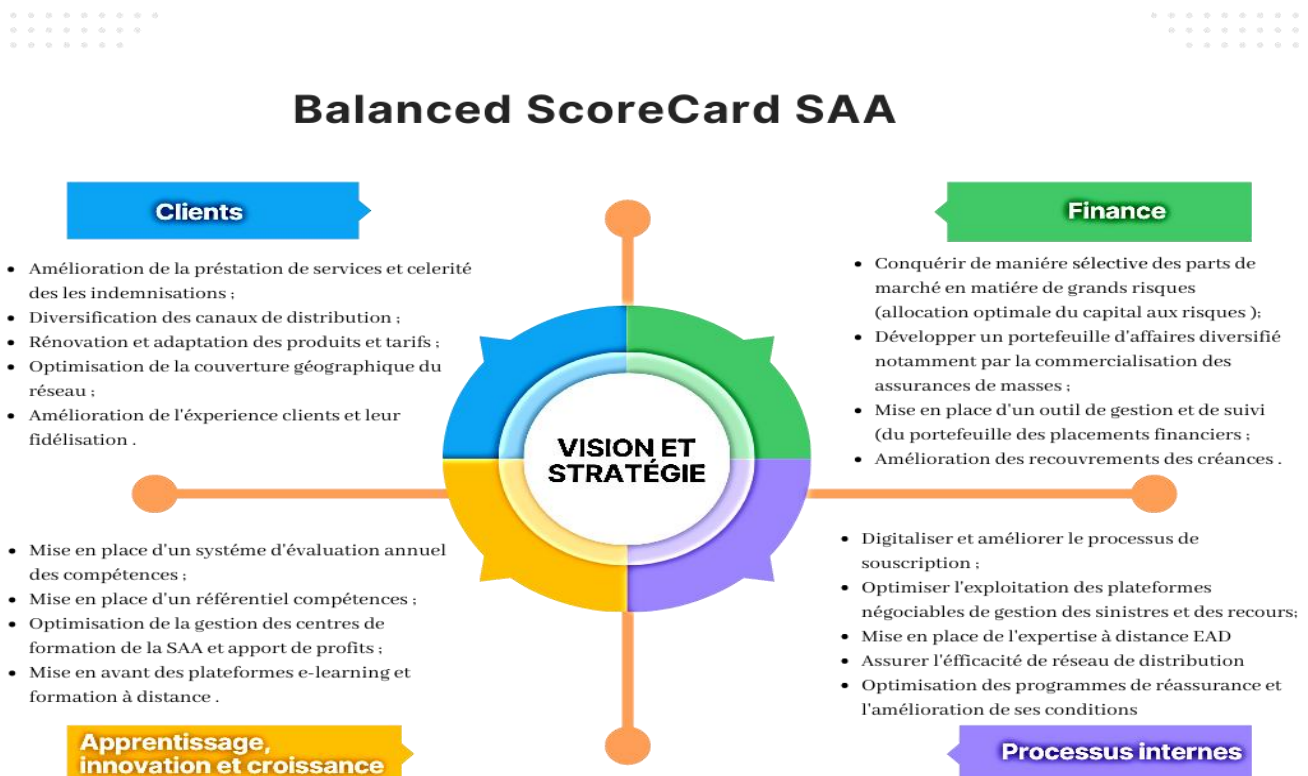 Balanced ScoreCard SAA
Clients
• Amélioration de la préstation de services et celerité
des les indemnisations ;
• Diversification des canaux de distribution ;
• Rénovation et adaptation des produits et tarifs ;
• Optimisation de la couverture géographique du
réseau ;
• Amélioration de l'éxperience clients et leur
fidélisation .
Finance
• Conquérir de maniére sélective des parts de
marché en matiére de grands risques
(allocation optimale du capital aux risques );
• Développer un portefeuille d'affaires diversifié
notamment par la commercialisation des
assurances de masses ;
• Mise en place d'un outil de gestion et de suivi
(du portefeuille des placements financiers ;
• Amélioration des recouvrements des créances .
VISION ET
STRATÉGIE
• Mise en place d'un systéme d'évaluation annuel
des compétences ;
• Mise en place d'un référentiel compétences ;
• Optimisation de la gestion des centres de
formation de la SAA et apport de profits ;
• Mise en avant des plateformes e-learning et
formation à distance .
Apprentissage,
innovation et croissance
• Digitaliser et améliorer le processus de
souscription ;
• Optimiser l'exploitation des plateformes
négociables de gestion des sinistres et des recours;
• Mise en place de l'expertise à distance EAD
• Assurer l'éfficacité de réseau de distribution
• Optimisation des programmes de réassurance et
l'amélioration de ses conditions
Processus internes